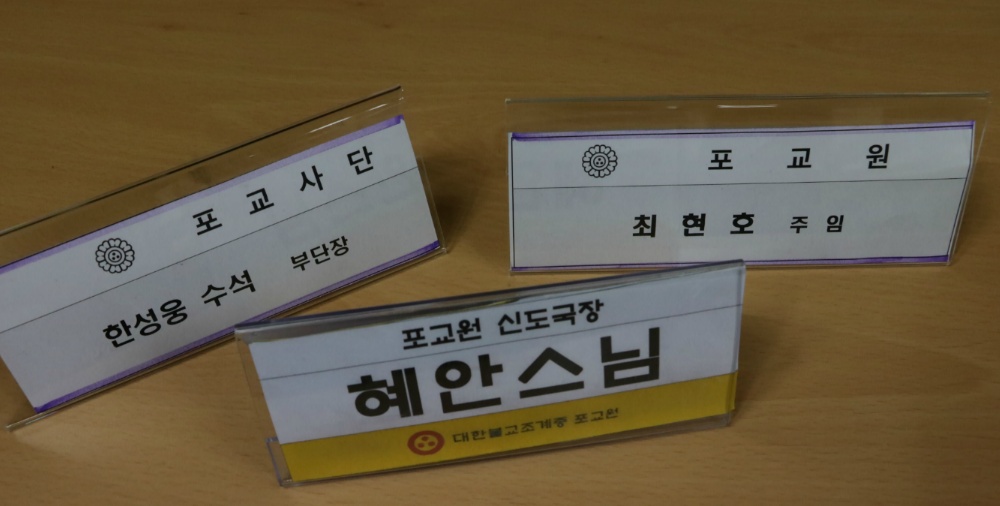 포교사단
한성웅 수석 부단장
포교원
최현호 주임
포교원 신도국장
혜안스님
대한불교조계종 포교원